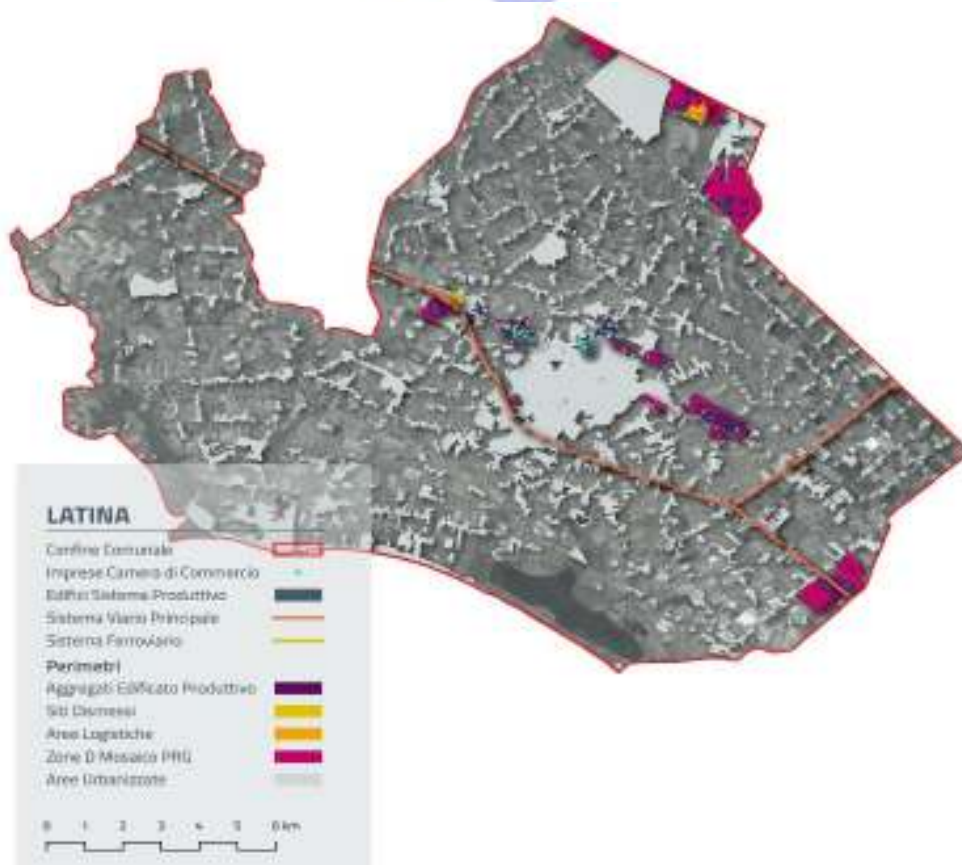 LATINA
Confine Comunale
Imprese Camera di Commercio
Edifici Sistema Produttivo
Sistema Viario Principale
Sistema Ferroviario
Perimetri
Aggregati Edificato Produttivo
Siti Dismessi
Aree Logistiche
Zone D Mosaico PRG
Aree Urbanizzate
0 1 2 3 4 5 6 km